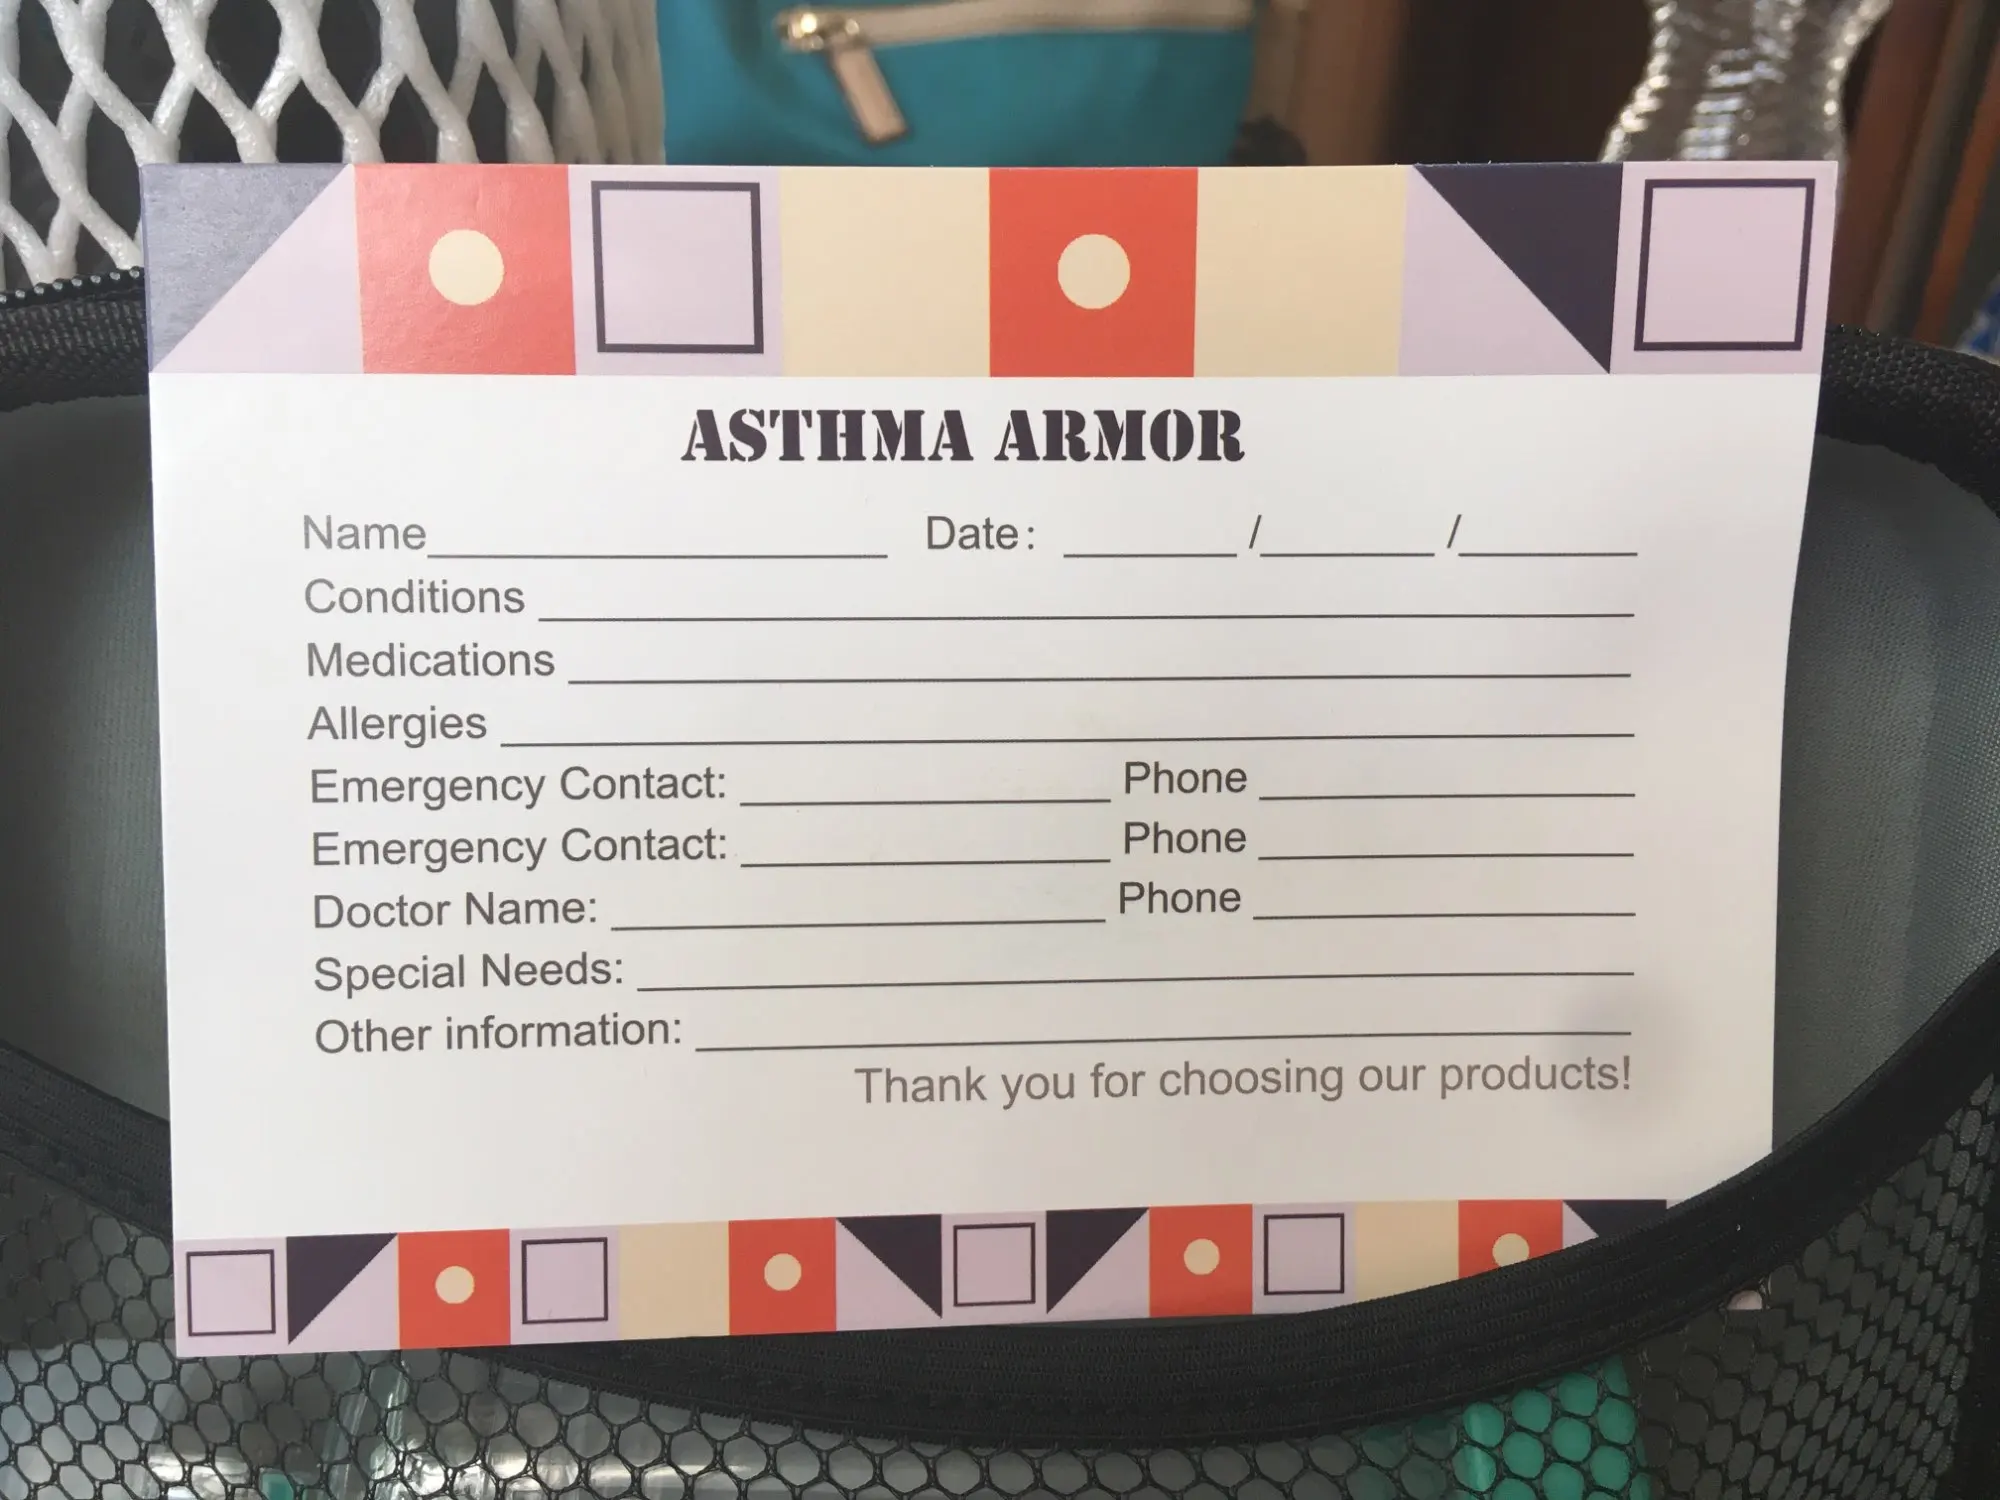 ASTHMA ARMOR
Name Date: / /
Conditions
Medications
Allergies
Emergency Contact: Phone
Emergency Contact: Phone
Doctor Name: Phone
Special Needs:
Other information:
Thank you for choosing our products!